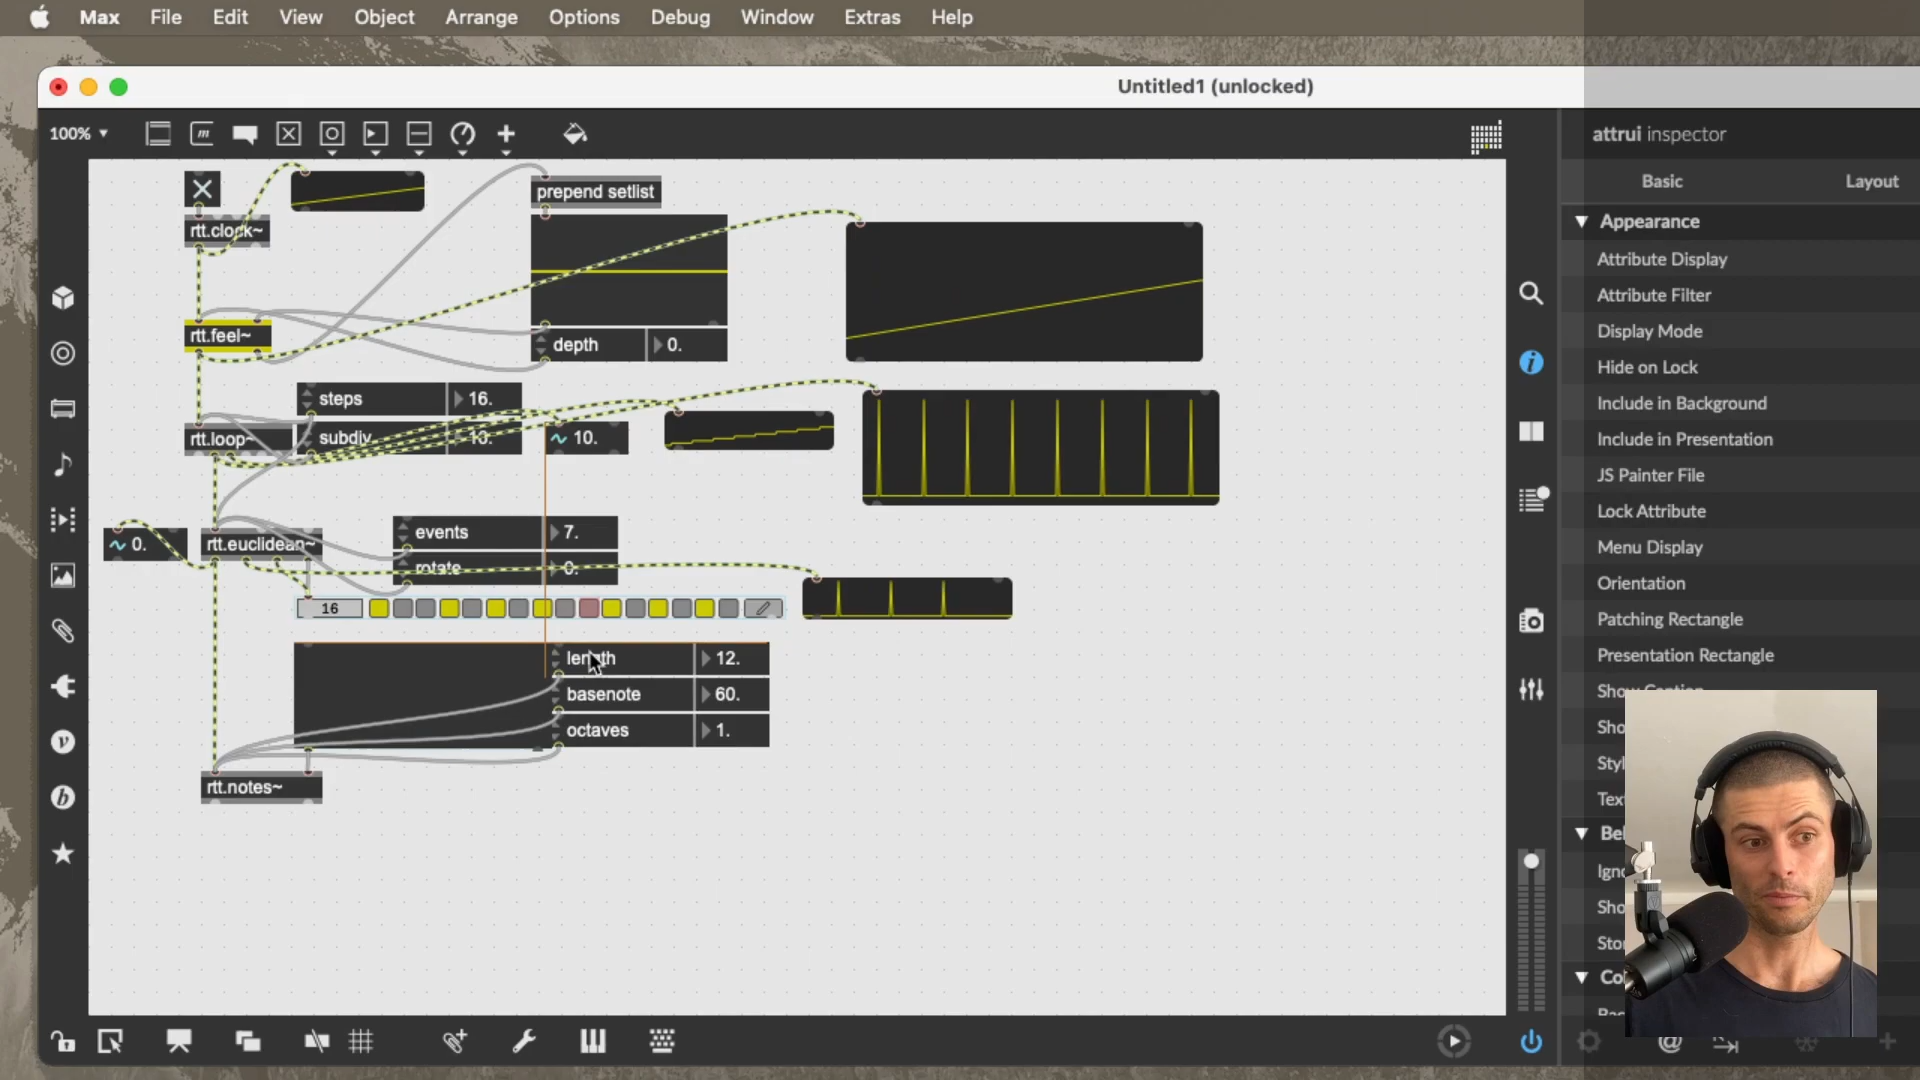 Max File Edit View Object Arrange Options Debug Window Extras Help
Untitled1 (unlocked)
100%
attrui inspector
Basic Layout
prepend setlist
rtt.clock~
rtt.feel~
depth 0.
steps 16.
rtt.loop~ subdiv
10.
0. rtt.euclidean~
events 7.
rotate 0.
16
length 12.
basenote 60.
octaves 1.
rtt.notes~
Appearance
Attribute Display
Attribute Filter
Display Mode
Hide on Lock
Include in Background
Include in Presentation
JS Painter File
Lock Attribute
Menu Display
Orientation
Patching Rectangle
Presentation Rectangle